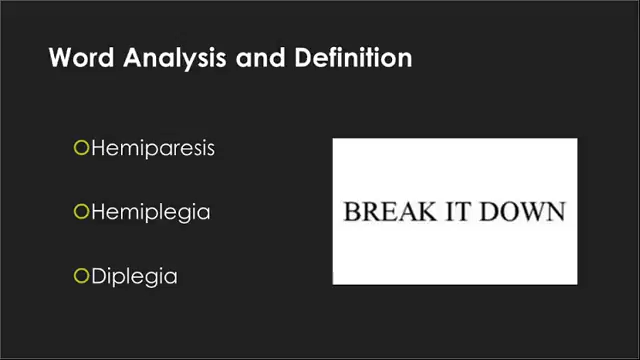 Word Analysis and Definition
Hemiparesis
Hemiplegia
Diplegia
BREAK IT DOWN